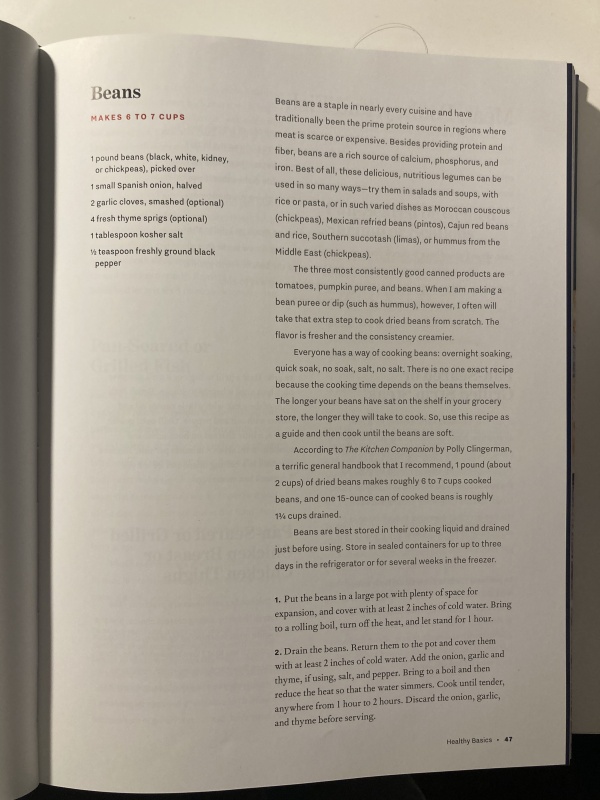 Beans
MAKES 6 TO 7 CUPS
1 pound beans (black, white, kidney,
or chickpeas), picked over
1 small Spanish onion, halved
2 garlic cloves, smashed (optional)
4 fresh thyme sprigs (optional)
1 tablespoon kosher salt
½ teaspoon freshly ground black
pepper
Beans are a staple in nearly every cuisine and have
traditionally been the prime protein source in regions where
meat is scarce or expensive. Besides providing protein and
fiber, beans are a rich source of calcium, phosphorus, and
iron. Best of all, these delicious, nutritious legumes can be
used in so many ways—try them in salads and soups, with
rice or pasta, or in such varied dishes as Moroccan couscous
(chickpeas), Mexican refried beans (pintos), Cajun red beans
and rice, Southern succotash (limas), or hummus from the
Middle East (chickpeas).
The three most consistently good canned products are
tomatoes, pumpkin puree, and beans. When I am making a
bean puree or dip (such as hummus), however, I often will
take that extra step to cook dried beans from scratch. The
flavor is fresher and the consistency creamier.
Everyone has a way of cooking beans: overnight soaking,
quick soak, no soak, salt, no salt. There is no one exact recipe
because the cooking time depends on the beans themselves.
The longer your beans have sat on the shelf in your grocery
store, the longer they will take to cook. So, use this recipe as
a guide and then cook until the beans are soft.
According to The Kitchen Companion by Polly Clingerman,
a terrific general handbook that I recommend, 1 pound (about
2 cups) of dried beans makes roughly 6 to 7 cups cooked
beans, and one 15-ounce can of cooked beans is roughly
1¾ cups drained.
Beans are best stored in their cooking liquid and drained
just before using. Store in sealed containers for up to three
days in the refrigerator or for several weeks in the freezer.
1. Put the beans in a large pot with plenty of space for
expansion, and cover with at least 2 inches of cold water. Bring
to a rolling boil, turn off the heat, and let stand for 1 hour.
2. Drain the beans. Return them to the pot and cover them
with at least 2 inches of cold water. Add the onion, garlic and
thyme, if using, salt, and pepper. Bring to a boil and then
reduce the heat so that the water simmers. Cook until tender,
anywhere from 1 hour to 2 hours. Discard the onion, garlic,
and thyme before serving.
Healthy Basics • 47